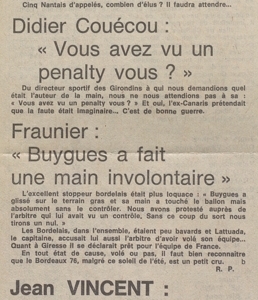 Cinq Nantais d'appelés, combien d'élus ? Il faudra attendre...
Didier Couécou :
« Vous avez vu un
penalty vous ? »
Du directeur sportif des Girondins à qui nous demandions quel
était l'auteur de la main, nous ne nous attendions pas à sa :
« Vous avez vu un penalty vous ? » Et oui, l'ex-Canaris prétendait
que la faute était imaginaire... C'est de bonne guerre.
Fraunier :
« Buygues a fait
une main involontaire »
L'excellent stoppeur bordelais était plus loquace : « Buygues a
glissé sur le terrain gras et sa main a touché le ballon mais
absolument sans le contrôler. Nous avons protesté auprès de
l'arbitre qui lui avait vu un contrôle. Sans ce coup du sort nous
tirons un nul. »
Les Bordelais, dans l'ensemble, étaient peu bavards et Lattuada,
le capitaine, accusait lui aussi l'arbitre d'avoir volé son équipe...
Quant à Giresse il se déclarait prêt pour l'équipe de France.
En tout état de cause, volé ou pas, il faut bien reconnaître
que le Bordeaux 76, malgré ce soleil de l'été, est un petit cru.
R. P.
Jean VINCENT :